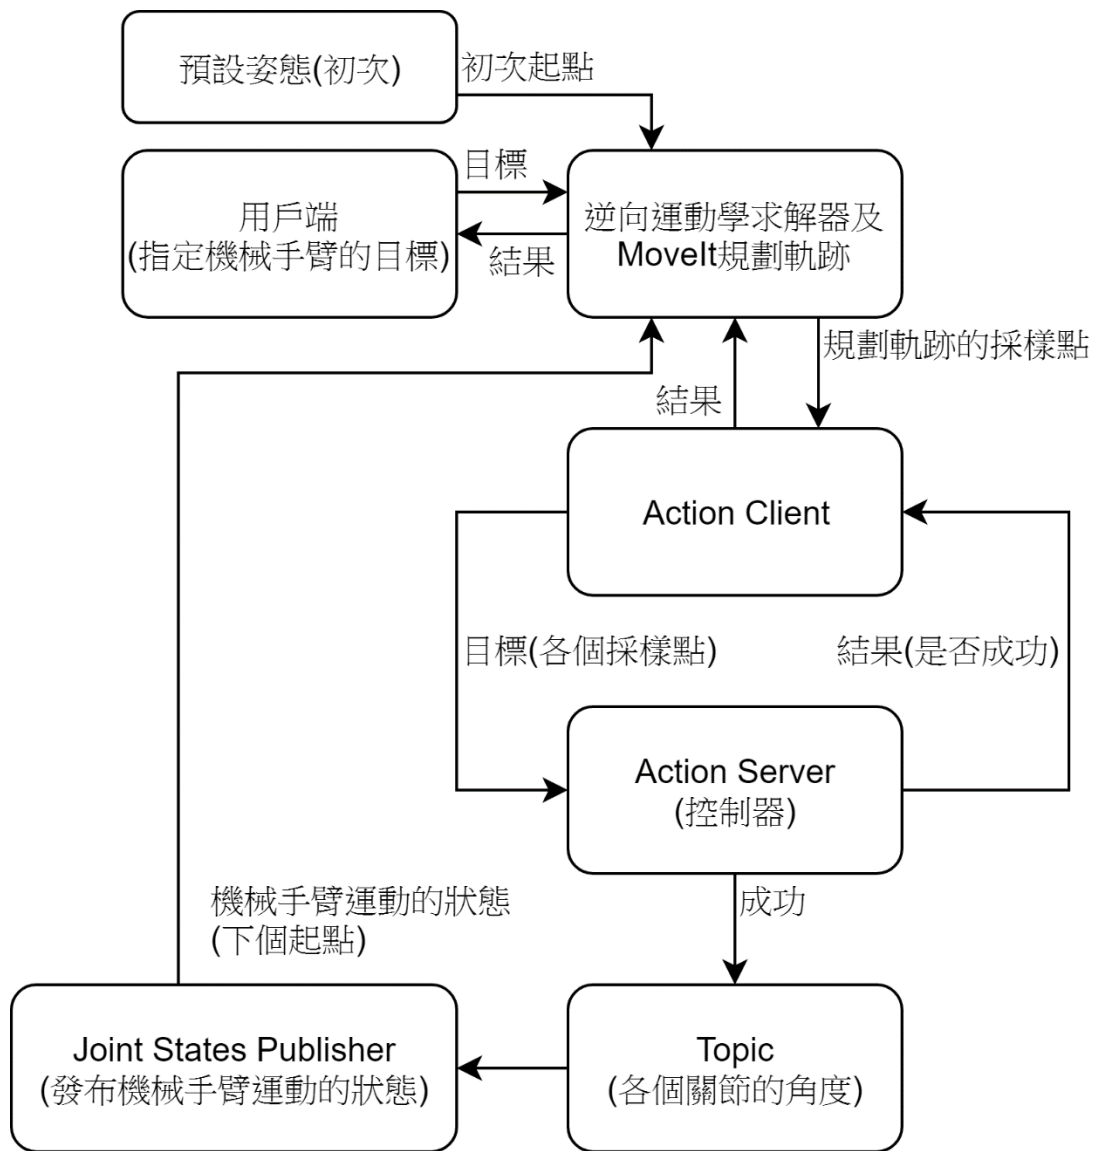 預設姿態(初次)
初次起點
目標
用戶端
(指定機械手臂的目標)
結果
逆向運動學求解器及
MoveIt規劃軌跡
規劃軌跡的採樣點
結果
Action Client
目標(各個採樣點)
結果(是否成功)
Action Server
(控制器)
機械手臂運動的狀態
(下個起點)
成功
Joint States Publisher
(發布機械手臂運動的狀態)
Topic
(各個關節的角度)